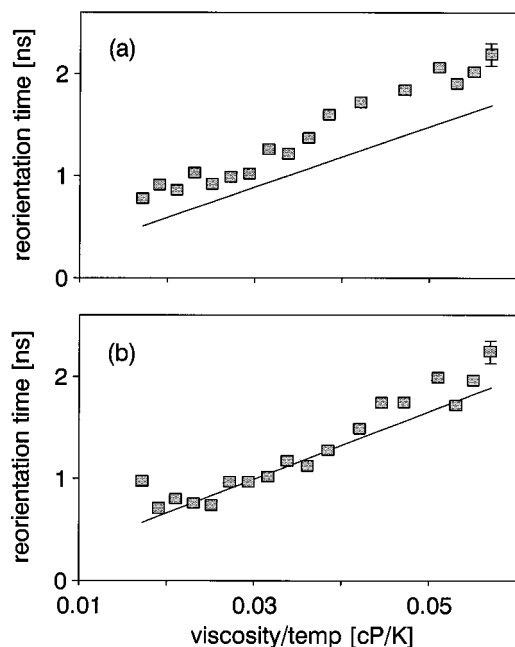 (a)
reorientation time [ns]
2
1
0
(b)
reorientation time [ns]
2
1
0
0.01
0.03
0.05
viscosity/temp [cP/K]